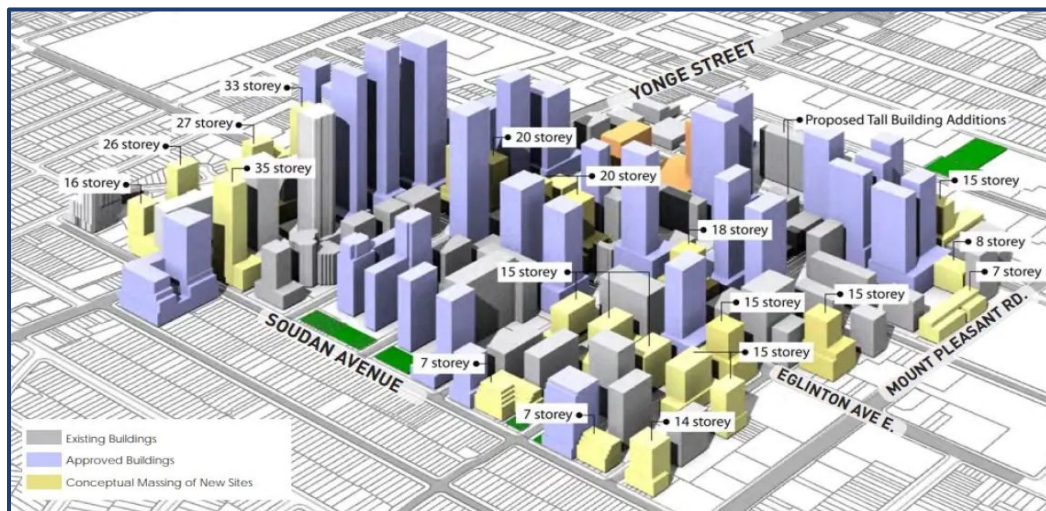 YONGE STREET
33 storey
Proposed Tall Building Additions
27 storey
20 storey
26 storey
35 storey
20 storey
16 storey
15 storey
18 storey
8 storey
15 storey
7 storey
15 storey
15 storey
MOUNT PLEASANT RD.
SOUDAN AVENUE
15 storey
7 storey
EGLINTON AVE E.
7 storey
14 storey
Existing Buildings
Approved Buildings
Conceptual Massing of New Sites